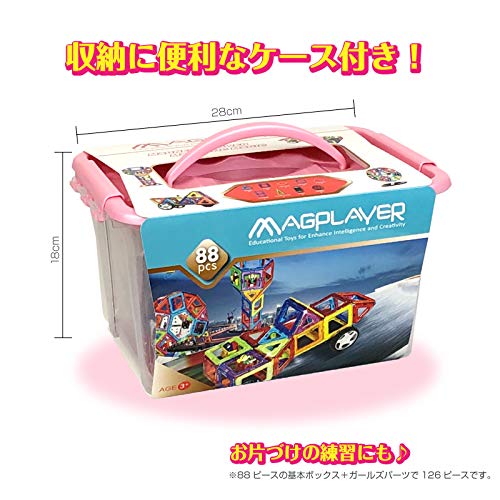 収納に便利なケース付き！
28cm
18cm
MAGPLAYER
Educational Toys for Enhance Intelligence and Creativity
88
pcs
AGE 3+
お片づけの練習にも♪
※88 ピースの基本ボックス＋ガールズパーツで 126 ピースです。